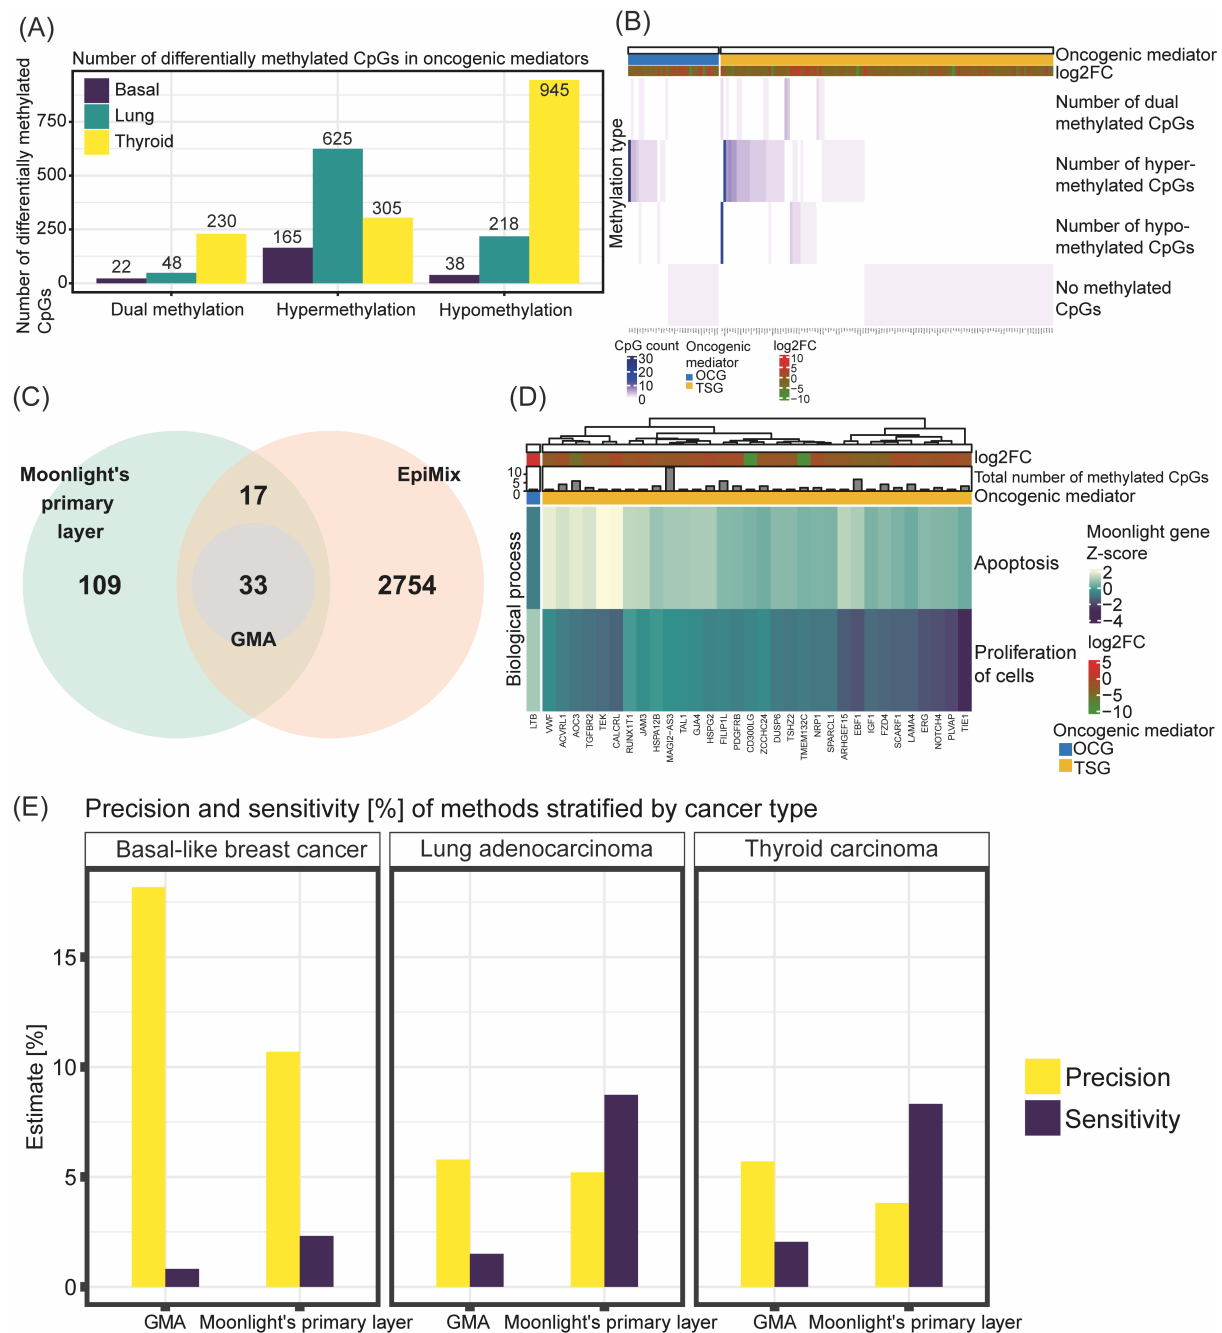 (A)
Number of differentially methylated CpGs in oncogenic mediators
Number of differentially methylated
CpGs
750
500
250
0
Basal
Lung
Thyroid
22
48
230
165
625
305
38
218
945
Dual methylation
Hypermethylation
Hypomethylation
(B)
Methylation type
Oncogenic mediator
log2FC
Number of dual
methylated CpGs
Number of hyper-
methylated CpGs
Number of hypo-
methylated CpGs
No methylated
CpGs
CpG count
30
20
10
0
Oncogenic
mediator
OCG
TSG
log2FC
10
5
0
−5
−10
(C)
Moonlight's
primary
layer
EpiMix
17
109
33
2754
GMA
(D)
log2FC
10
5
0
Total number of methylated CpGs
Oncogenic mediator
Biological process
Apoptosis
Proliferation
of cells
LTB
VWF
ACVRL1
AOC3
TGFBR2
TEK
CALCRL
RUNX1T1
JAM3
HSPA12B
MAGI2−AS3
TAL1
GJA4
HSPG2
FILIP1L
PDGFRB
CD300LG
ZCCHC24
DUSP6
TSHZ2
TMEM132C
NRP1
SPARCL1
ARHGEF15
EBF1
IGF1
FZD4
SCARF1
LAMA4
ERG
NOTCH4
PLVAP
TIE1
Moonlight gene
Z-score
2
0
−2
−4
log2FC
5
0
−5
−10
Oncogenic mediator
OCG
TSG
(E)
Precision and sensitivity [%] of methods stratified by cancer type
Basal-like breast cancer
Lung adenocarcinoma
Thyroid carcinoma
Estimate [%]
15
10
5
0
GMA
Moonlight's primary layer
GMA
Moonlight's primary layer
GMA
Moonlight's primary layer
Precision
Sensitivity